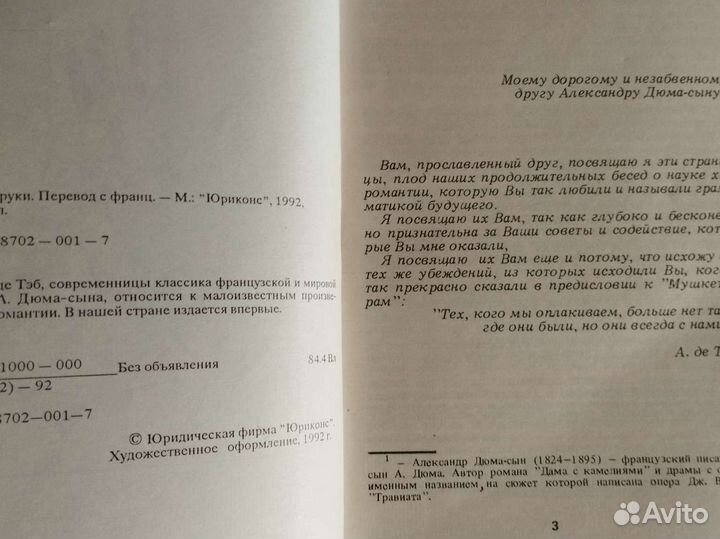 руки. Перевод с франц. — М.: "Юриконс", 1992,
л.
8702 — 001 — 7
де Тэб, современницы классика французской и мировой
А. Дюма-сына, относится к малоизвестным произве-
омантии. В нашей стране издается впервые.
1000 — 000
Без объявления
84.4 Вл
2) — 92
8702—001—7
© Юридическая фирма "Юриконс".
Художественное оформление, 1992 г.
Моему дорогому и незабвенном
другу Александру Дюма-сыну
Вам, прославленный друг, посвящаю я эти стран
цы, плод наших продолжительных бесед о науке х
романтии, которую Вы так любили и называли гра
матикой будущего.
Я посвящаю их Вам, так как глубоко и бесконе
но признательна за Ваши советы и содействие, кот
рые Вы мне оказали,
Я посвящаю их Вам еще и потому, что исхожу
тех же убеждений, из которых исходили Вы, ког
так прекрасно сказали в предисловии к "Мушкет
рам":
"Тех, кого мы оплакиваем, больше нет та
где они были, но они всегда с нами
А. де Т
1 — Александр Дюма-сын (1824—1895) — французский писа
сын А. Дюма. Автор романа "Дама с камелиями" и драмы с о
именным названием, на сюжет которой написана опера Дж. В
"Травиата".
3
Avito